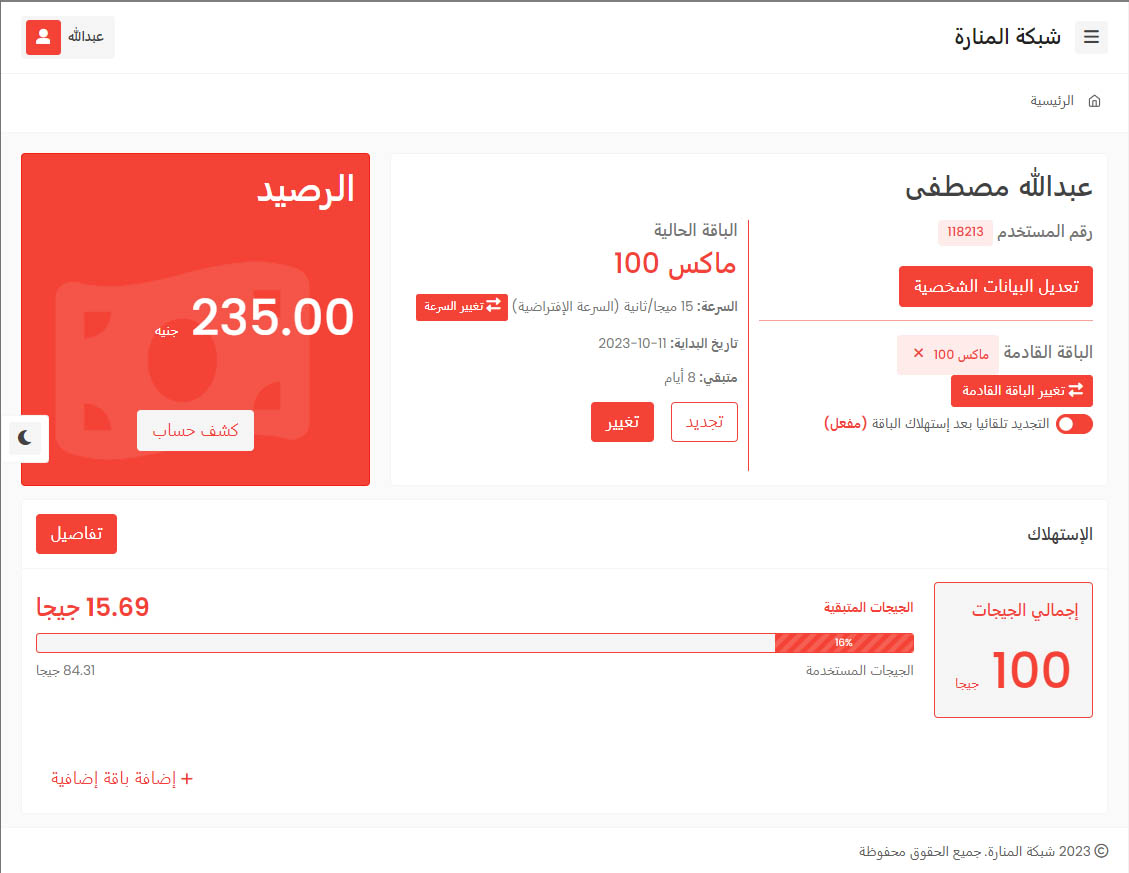 شبكة المنارة
عبدالله
الرئيسية
عبدالله مصطفى
رقم المستخدم 118213
تعديل البيانات الشخصية
الباقة القادمة ماكس 100 ×
تغيير الباقة القادمة
التجديد تلقائيا بعد إستهلاك الباقة (مفعل)
الباقة الحالية
ماكس 100
السرعة: 15 ميجا/ثانية (السرعة الإفتراضية) تغيير السرعة
تاريخ البداية: 11-10-2023
متبقي: 8 أيام
تجديد
تغيير
الرصيد
235.00 جنيه
كشف حساب
الإستهلاك
تفاصيل
إجمالي الجيجات
100 جيجا
الجيجات المتبقية
15.69 جيجا
16%
الجيجات المستخدمة
84.31 جيجا
+ إضافة باقة إضافية
© 2023 شبكة المنارة. جميع الحقوق محفوظة